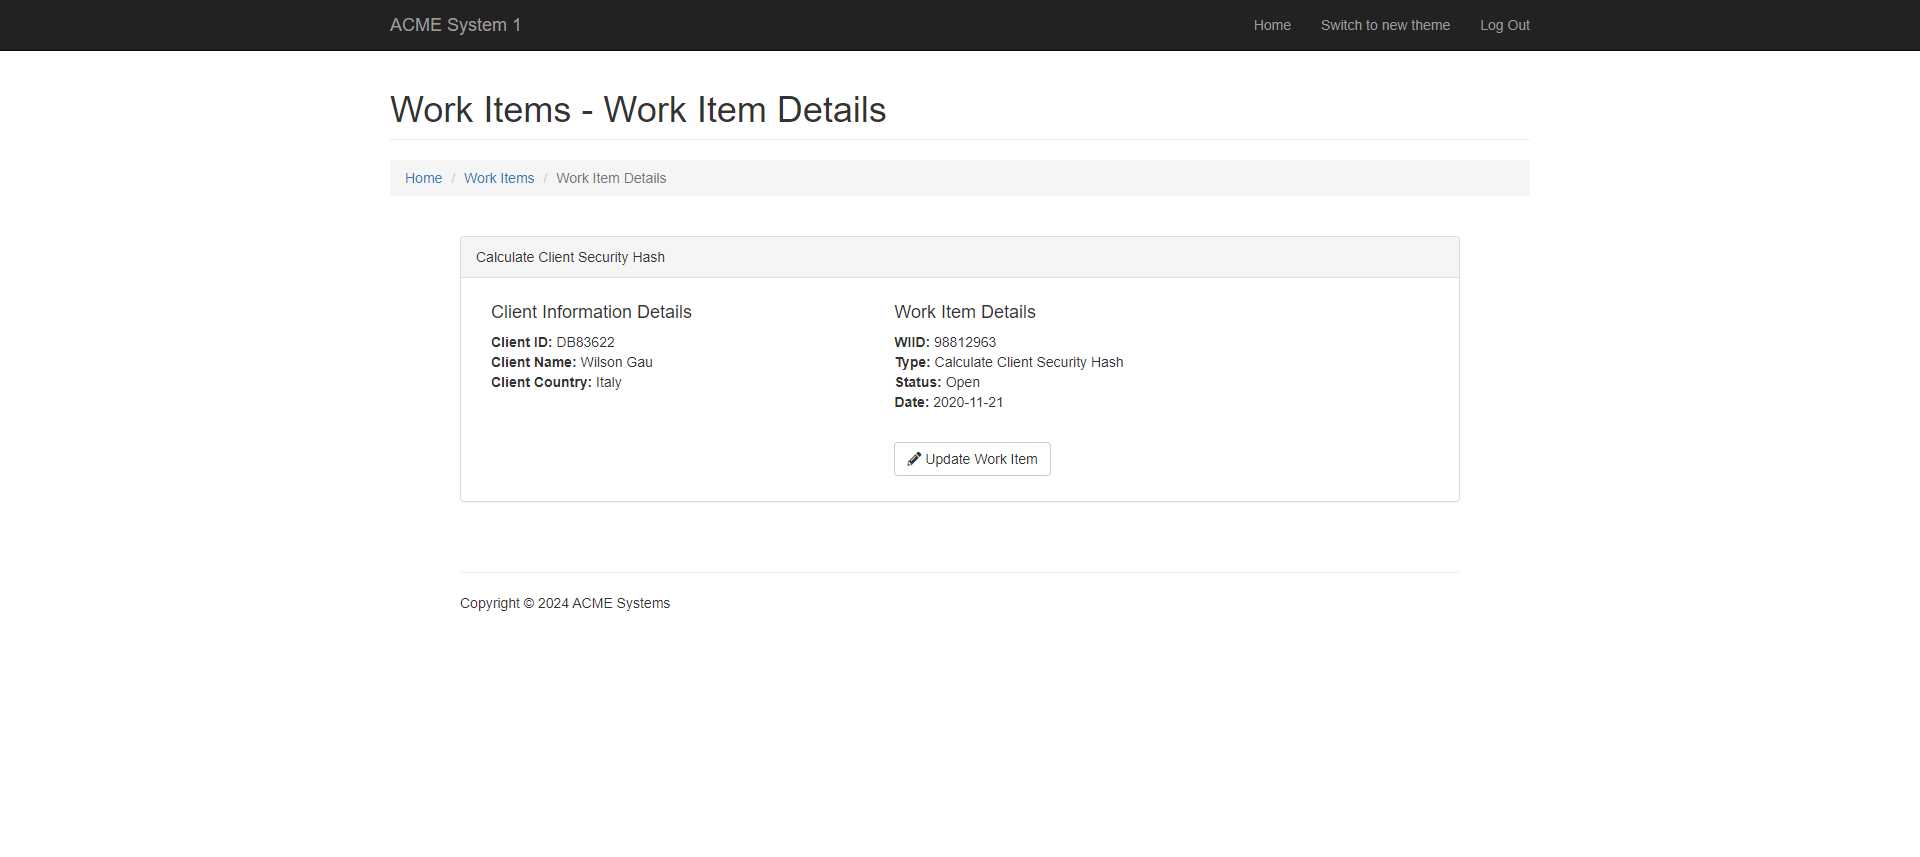 ACME System 1
Home
Switch to new theme
Log Out
Work Items - Work Item Details
Home / Work Items / Work Item Details
Calculate Client Security Hash
Client Information Details
Client ID: DB83622
Client Name: Wilson Gau
Client Country: Italy
Work Item Details
WIID: 98812963
Type: Calculate Client Security Hash
Status: Open
Date: 2020-11-21
Update Work Item
Copyright © 2024 ACME Systems